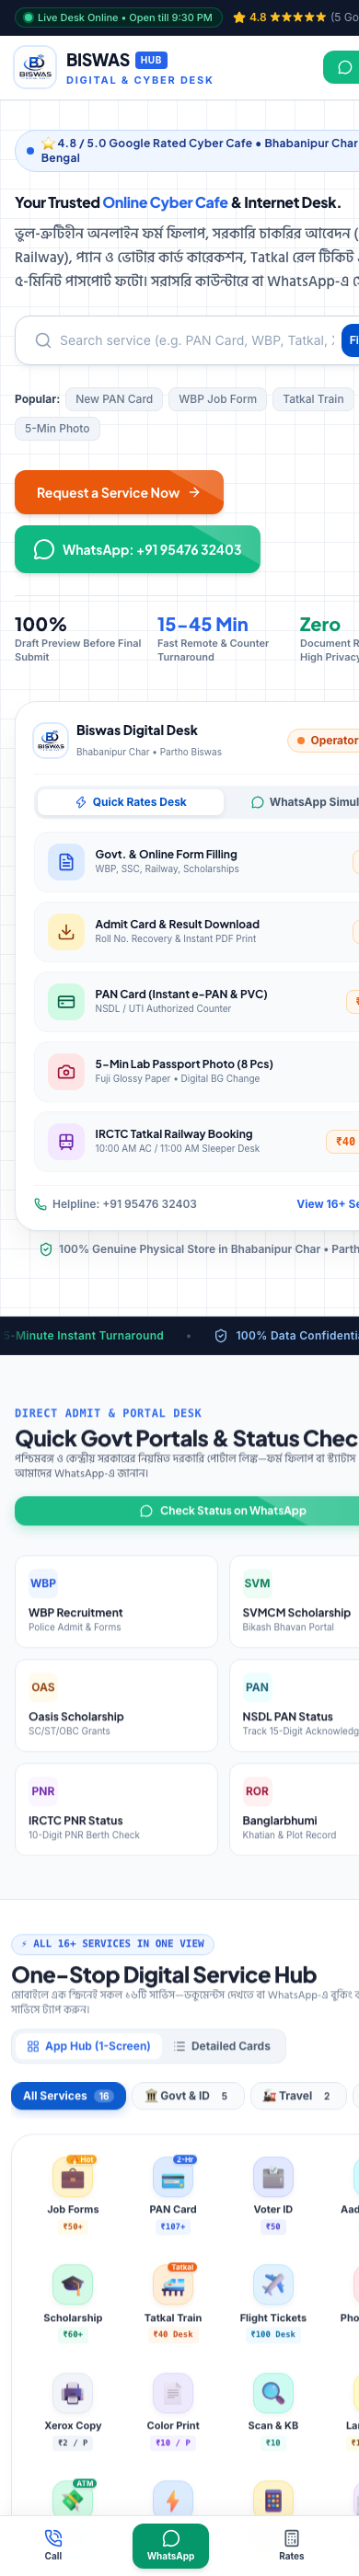 Live Desk Online • Open till 9:30 PM
4.8 ★★★★★ (5 Go
BISWAS
BISWAS HUB
DIGITAL & CYBER DESK
⭐ 4.8 / 5.0 Google Rated Cyber Cafe • Bhabanipur Char
Bengal
Your Trusted Online Cyber Cafe & Internet Desk.
ভুল-ত্রুটিহীন অনলাইন ফর্ম ফিলাপ, সরকারি চাকরির আবেদন (
Railway), প্যান ও ভোটার কার্ড কারেকশন, Tatkal রেল টিকিট
৫-মিনিট পাসপোর্ট ফটো। সরাসরি কাউন্টারে বা WhatsApp-এ
Search service (e.g. PAN Card, WBP, Tatkal,
Fi
Popular: New PAN Card WBP Job Form Tatkal Train
5-Min Photo
Request a Service Now →
WhatsApp: +91 95476 32403
100% 15-45 Min Zero
Draft Preview Before Final Fast Remote & Counter Document R
Submit Turnaround High Privacy
BISWAS
Biswas Digital Desk
Bhabanipur Char • Partho Biswas
Operator
Quick Rates Desk
WhatsApp Simul
Govt. & Online Form Filling
WBP, SSC, Railway, Scholarships
Admit Card & Result Download
Roll No. Recovery & Instant PDF Print
PAN Card (Instant e-PAN & PVC)
NSDL / UTI Authorized Counter
5-Min Lab Passport Photo (8 Pcs)
Fuji Glossy Paper • Digital BG Change
IRCTC Tatkal Railway Booking
10:00 AM AC / 11:00 AM Sleeper Desk
₹40
Helpline: +91 95476 32403
View 16+ Se
100% Genuine Physical Store in Bhabanipur Char • Parth
5-Minute Instant Turnaround • 100% Data Confidentia
DIRECT ADMIT & PORTAL DESK
Quick Govt Portals & Status Chec
পশ্চিমবঙ্গ ও কেন্দ্রীয় সরকারের নিয়মিত দরকারি পোর্টাল লিঙ্ক—ফর্ম ফিলাপ বা স্ট্যাটাস
আমাদের WhatsApp-এ জানান।
Check Status on WhatsApp
WBP
WBP Recruitment
Police Admit & Forms
SVM
SVMCM Scholarship
Bikash Bhavan Portal
OAS
Oasis Scholarship
SC/ST/OBC Grants
PAN
NSDL PAN Status
Track 15-Digit Acknowledg
PNR
IRCTC PNR Status
10-Digit PNR Berth Check
ROR
Banglarbhumi
Khatian & Plot Record
⚡ ALL 16+ SERVICES IN ONE VIEW
One-Stop Digital Service Hub
মোবাইলে এক স্ক্রিনেই সকল ১৬টি সার্ভিস—ডকুমেন্টস দেখতে বা WhatsApp-এ বুকিং
সার্ভিসে ট্যাপ করুন।
App Hub (1-Screen)
Detailed Cards
All Services 16
Govt & ID 5
Travel 2
Hot
2-Hr
Job Forms PAN Card Voter ID Aad
₹50+ ₹107+ ₹50
Tatkal
Scholarship Tatkal Train Flight Tickets Pho
₹60+ ₹40 Desk ₹100 Desk
Xerox Copy Color Print Scan & KB Lar
₹2 / P ₹10 / P ₹10
ATM
Call WhatsApp Rates